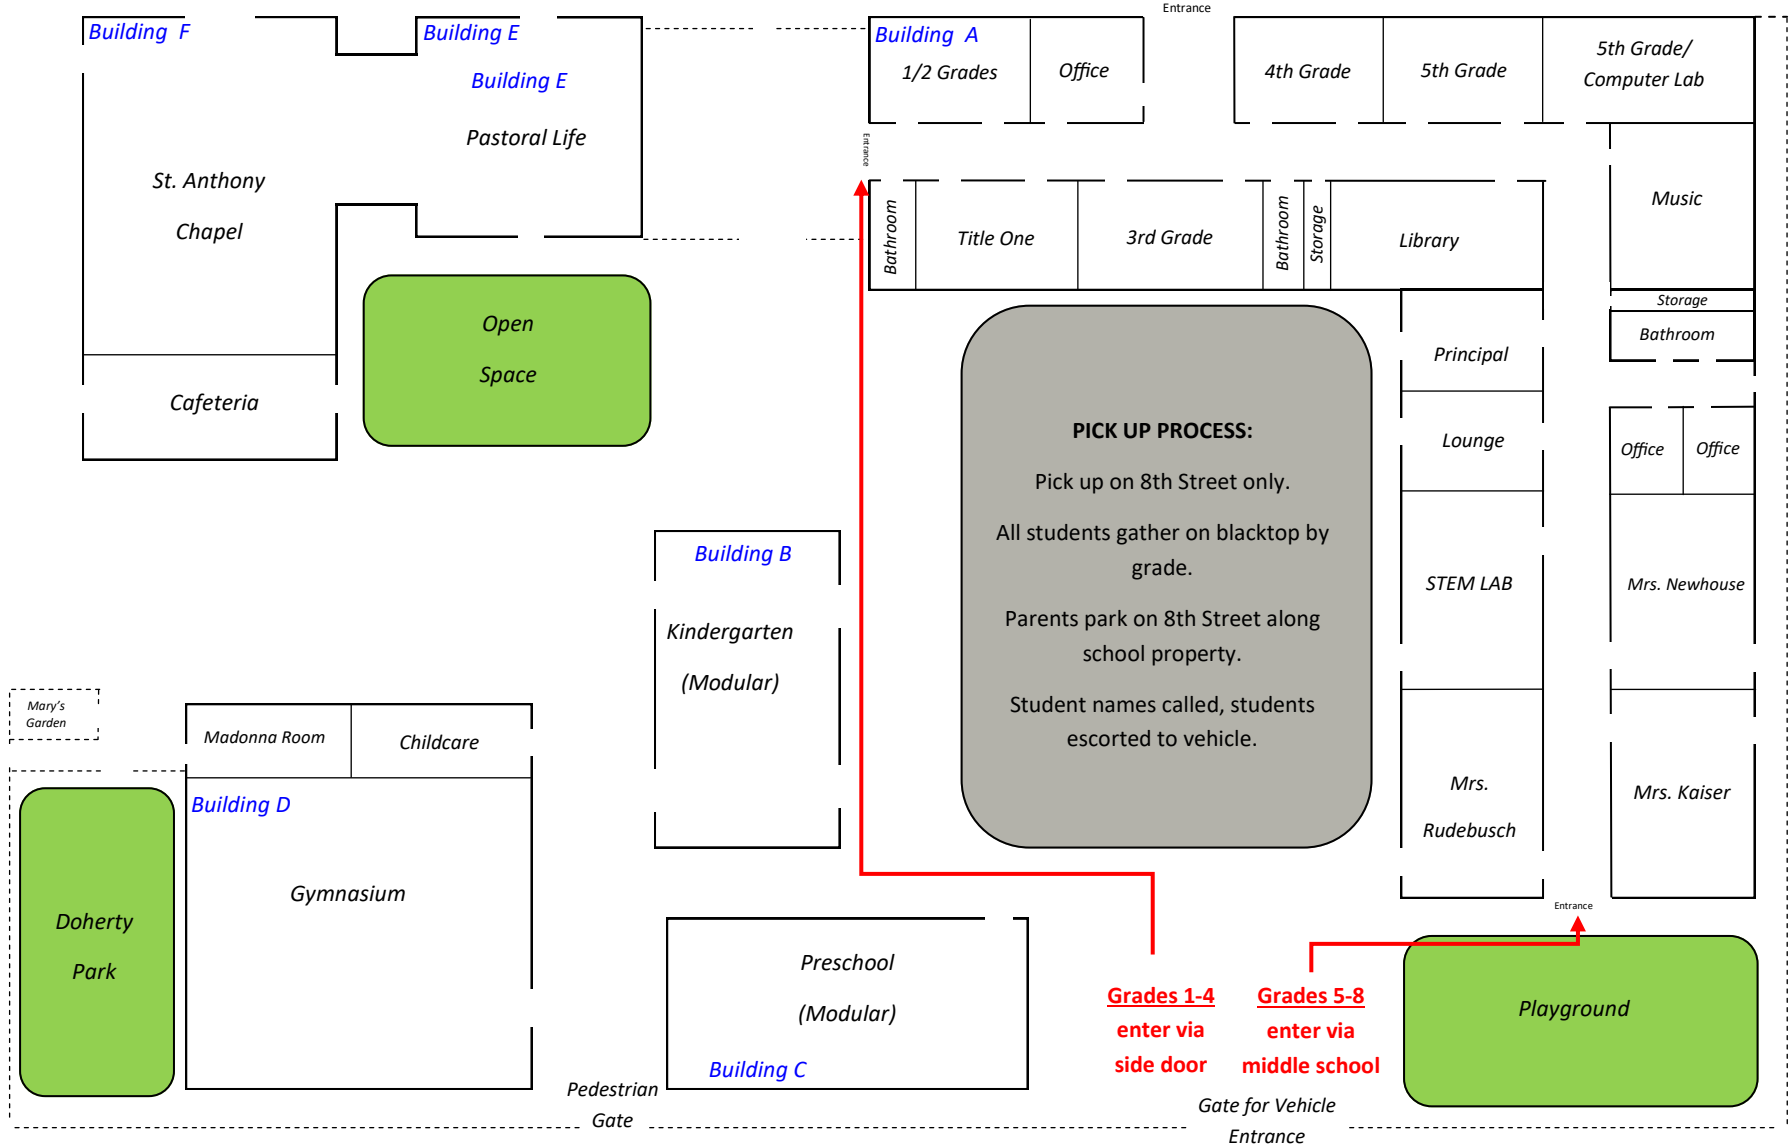 Building F
Building E
Building E
Pastoral Life
St. Anthony
Chapel
Open
Space
Cafeteria
Entrance
Building A
1/2 Grades
Office
4th Grade
5th Grade
5th Grade/
Computer Lab
Entrance
Bathroom
Title One
3rd Grade
Bathroom
Storage
Library
Music
Storage
Bathroom
Principal
Lounge
Office
Office
STEM LAB
Mrs. Newhouse
Mrs.
Rudebusch
Mrs. Kaiser
Entrance
PICK UP PROCESS:
Pick up on 8th Street only.
All students gather on blacktop by
grade.
Parents park on 8th Street along
school property.
Student names called, students
escorted to vehicle.
Building B
Kindergarten
(Modular)
Mary's
Garden
Madonna Room
Childcare
Building D
Gymnasium
Doherty
Park
Preschool
(Modular)
Building C
Grades 1-4
enter via
side door
Grades 5-8
enter via
middle school
Playground
Pedestrian
Gate
Gate for Vehicle
Entrance